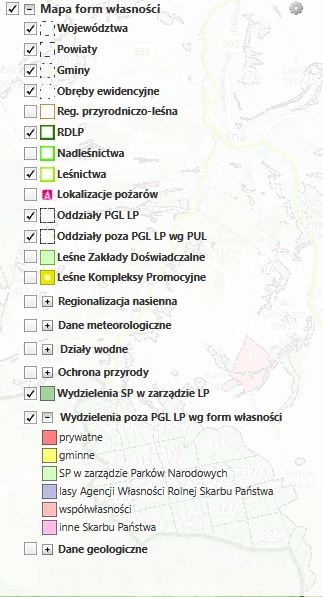 Mapa form własności
Województwa
Powiaty
Gminy
Obręby ewidencyjne
Reg. przyrodniczo-leśna
RDLP
Nadleśnictwa
Leśnictwa
Lokalizacje pożarów
Oddziały PGL LP
Oddziały poza PGL LP wg PUL
Leśne Zakłady Doświadczalne
Leśne Kompleksy Promocyjne
Regionalizacja nasienna
Dane meteorologiczne
Działy wodne
Ochrona przyrody
Wydzielenia SP w zarządzie LP
Wydzielenia poza PGL LP wg form własności
prywatne
gminne
SP w zarządzie Parków Narodowych
lasy Agencji Własności Rolnej Skarbu Państwa
współwłasności
inne Skarbu Państwa
Dane geologiczne
358
393